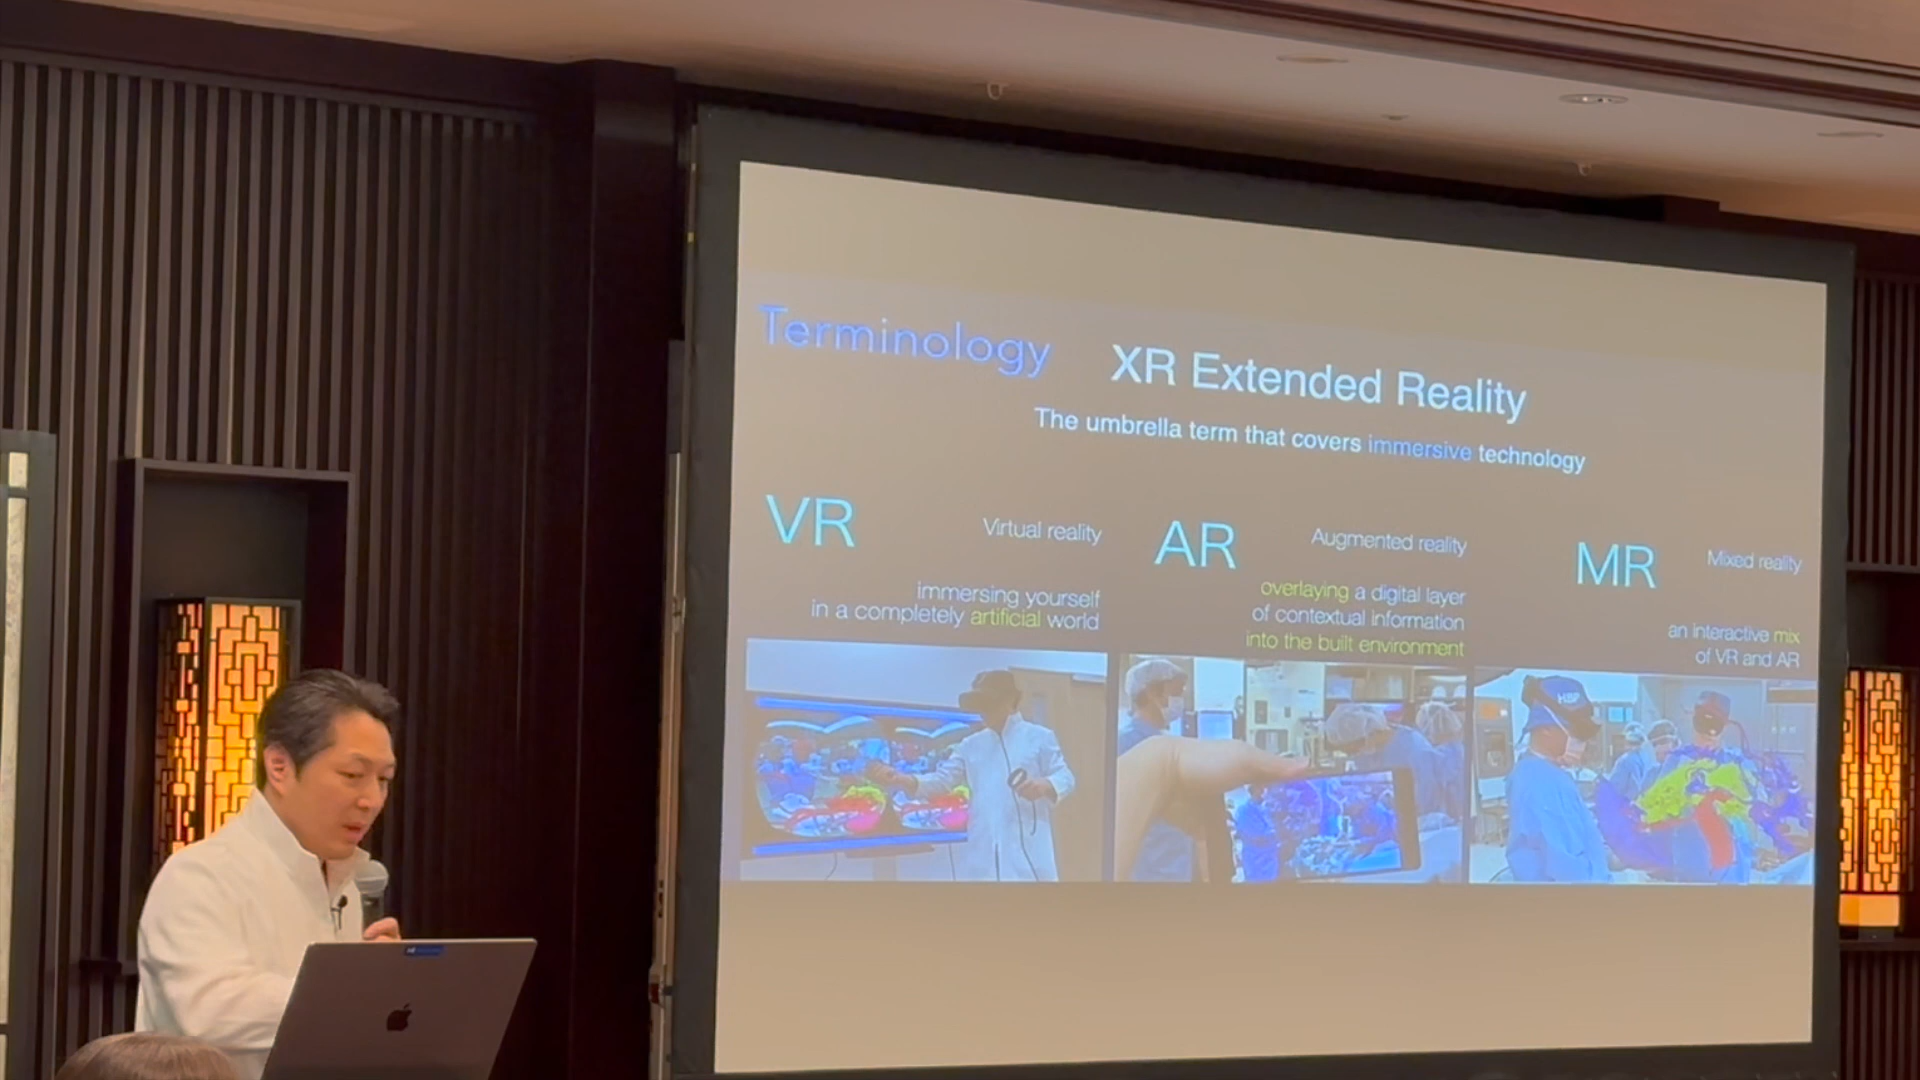 Terminology
XR Extended Reality
The umbrella term that covers immersive technology
VR
Virtual reality
immersing yourself
in a completely artificial world
AR
Augmented reality
overlaying a digital layer
of contextual information
into the built environment
MR
Mixed reality
an interactive mix
of VR and AR